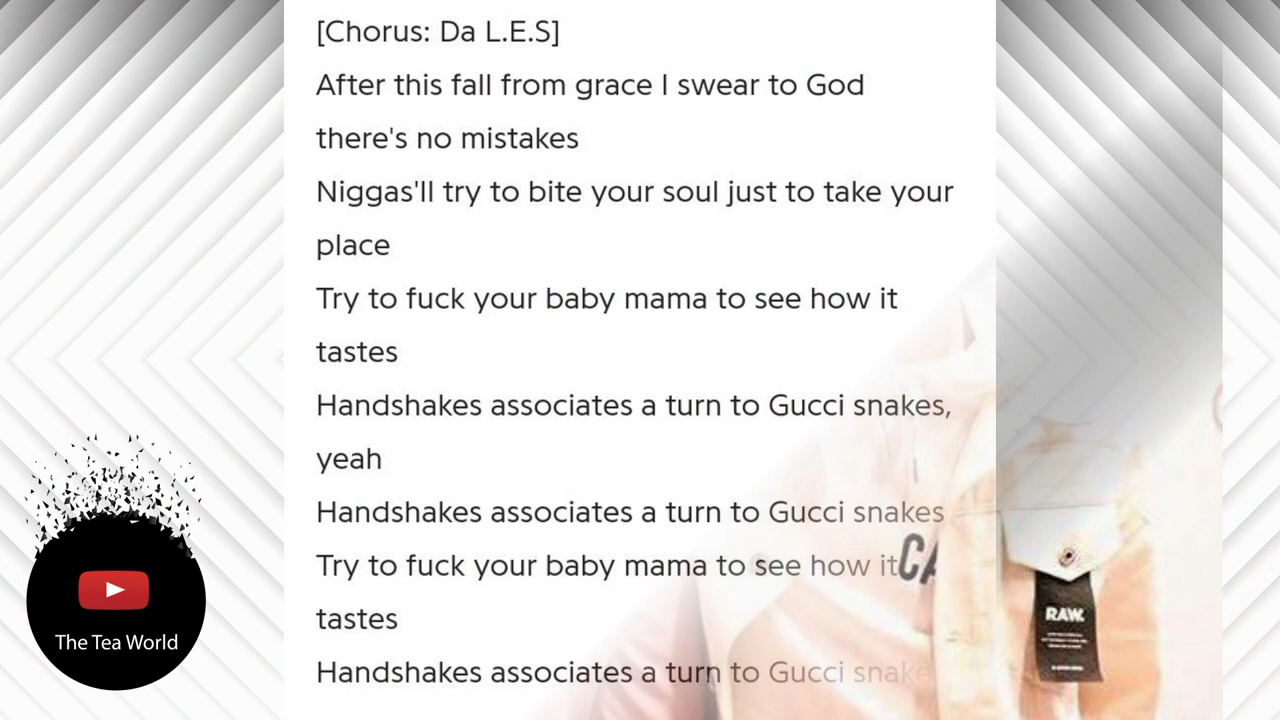 [Chorus: Da L.E.S]
After this fall from grace I swear to God
there's no mistakes
Niggas'll try to bite your soul just to take your
place
Try to fuck your baby mama to see how it
tastes
Handshakes associates a turn to Gucci snakes,
yeah
Handshakes associates a turn to Gucci snakes
Try to fuck your baby mama to see how it
tastes
Handshakes associates a turn to Gucci snake
CA
RAW.
The Tea World